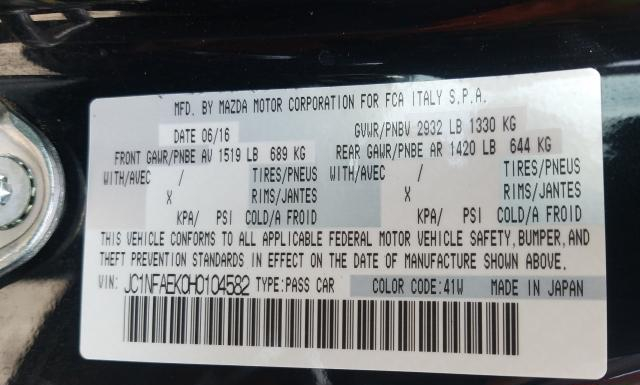 MFD. BY MAZDA MOTOR CORPORATION FOR FCA ITALY S.P.A.
DATE 06/16 GVWR/PNBV 2932 LB 1330 KG
FRONT GAWR/PNBE AV 1519 LB 689 KG REAR GAWR/PNBE AR 1420 LB 644 KG
WITH/AVEC / TIRES/PNEUS WITH/AVEC / TIRES/PNEUS
X RIMS/JANTES X RIMS/JANTES
KPA/ PSI COLD/A FROID KPA/ PSI COLD/A FROID
THIS VEHICLE CONFORMS TO ALL APPLICABLE FEDERAL MOTOR VEHICLE SAFETY, BUMPER, AND
THEFT PREVENTION STANDARDS IN EFFECT ON THE DATE OF MANUFACTURE SHOWN ABOVE.
VIN: JC1NFAEK0H0104582 TYPE: PASS CAR COLOR CODE: 41W MADE IN JAPAN